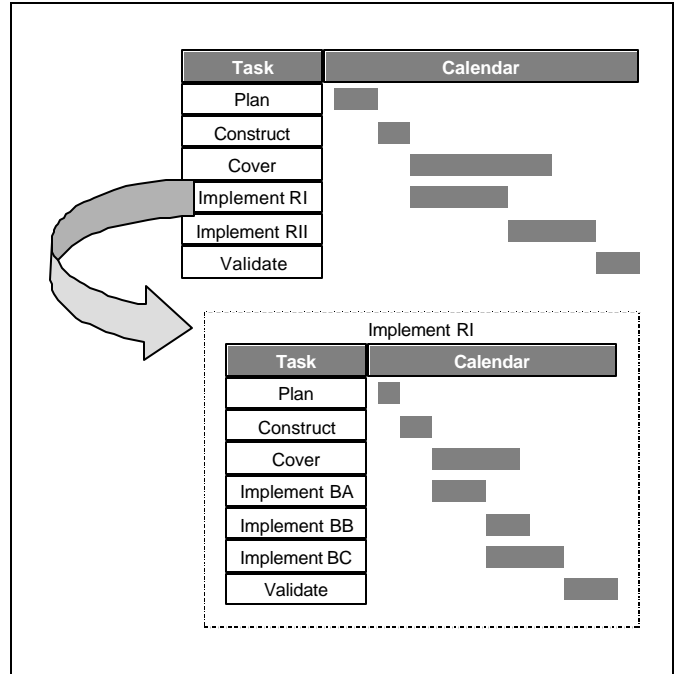 Task Calendar
Plan
Construct
Cover
Implement RI
Implement RII
Validate
Implement RI
Task Calendar
Plan
Construct
Cover
Implement BA
Implement BB
Implement BC
Validate